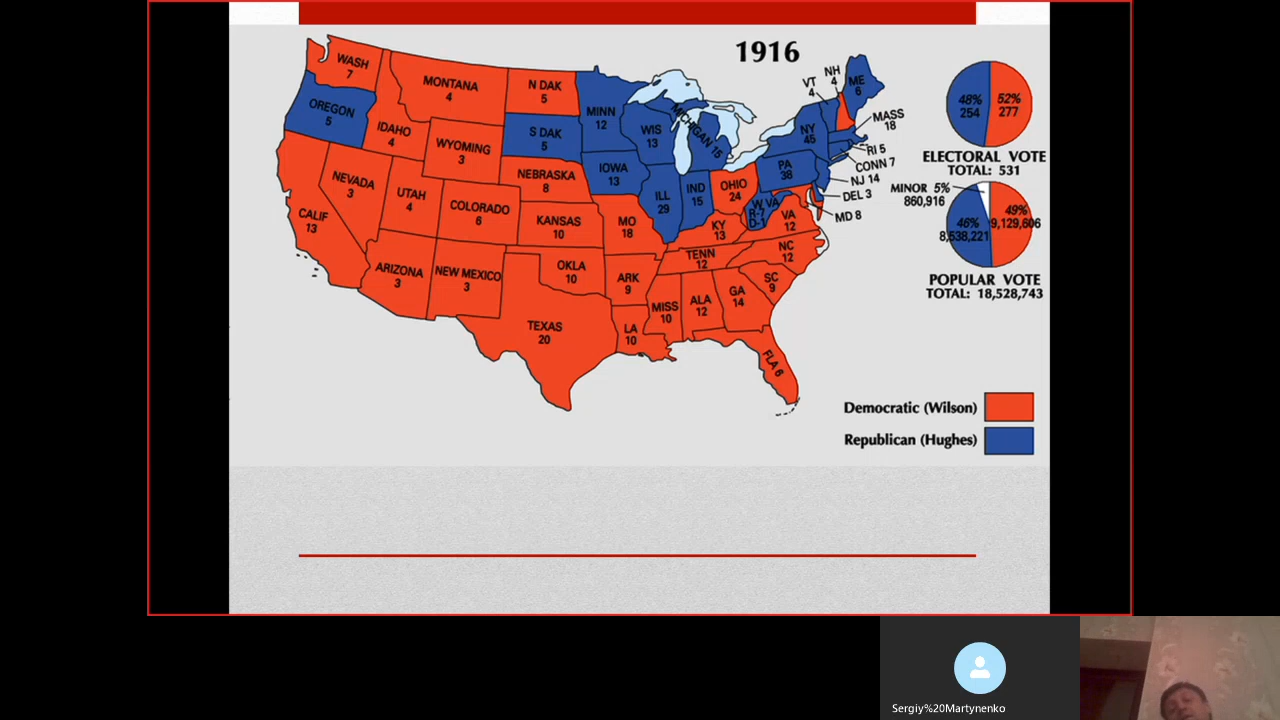 1916
WASH
7
OREGON
5
CALIF
13
NEVADA
3
IDAHO
4
MONTANA
4
WYOMING
3
UTAH
4
COLORADO
6
ARIZONA
3
NEW MEXICO
3
N DAK
5
S DAK
5
NEBRASKA
8
KANSAS
10
OKLA
10
TEXAS
20
MINN
12
IOWA
13
MO
18
ARK
9
LA
10
WIS
13
ILL
29
MICHIGAN 15
IND
15
OHIO
24
KY
13
TENN
12
MISS
10
ALA
12
GA
14
FLA 6
SC
9
NC
12
VA
12
W VA
R-7
D-1
PA
38
NY
45
VT
4
NH
4
ME
6
MASS
18
RI 5
CONN 7
NJ 14
DEL 3
MD 8
48%
254
52%
277
ELECTORAL VOTE
TOTAL: 531
MINOR 5%
860,916
46%
8,538,221
49%
9,129,606
POPULAR VOTE
TOTAL: 18,528,743
Democratic (Wilson)
Republican (Hughes)
Sergiy%20Martynenko